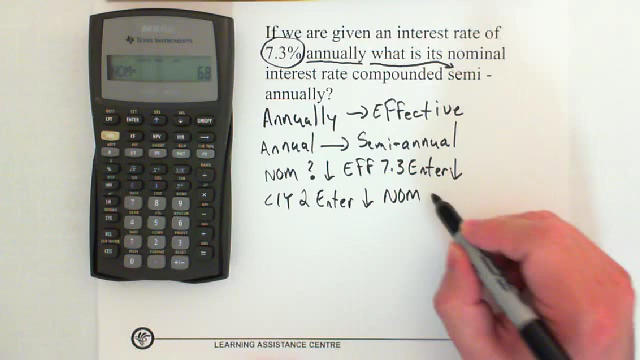 TEXAS INSTRUMENTS
NOM=
If we are given an interest rate of
7.3% annually what is its nominal
interest rate compounded semi -
annually?
Annually → Effective
Annual → Semi-annual
NOM ? ↓ EFF 7.3 Enter ↓
C/Y 2 Enter ↓ NOM
LEARNING ASSISTANCE CENTRE